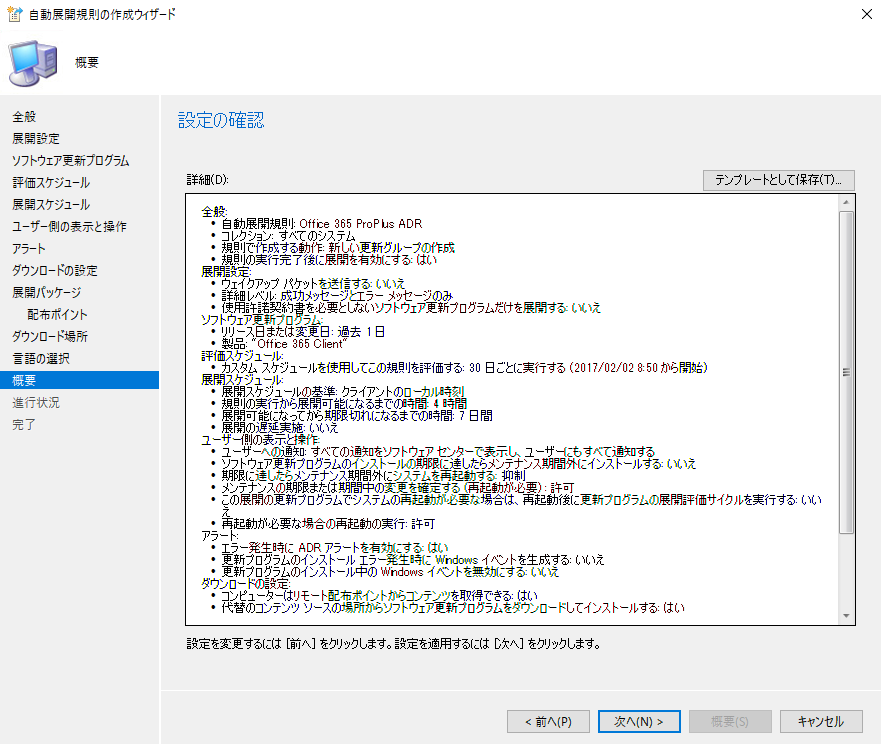 自動展開規則の作成ウィザード
概要
全般
展開設定
ソフトウェア更新プログラム
評価スケジュール
展開スケジュール
ユーザー側の表示と操作
アラート
ダウンロードの設定
展開パッケージ
配布ポイント
ダウンロード場所
言語の選択
概要
進行状況
完了
設定の確認
詳細(D):
テンプレートとして保存(T)...
全般:
• 自動展開規則: Office 365 ProPlus ADR
• コレクション: すべてのシステム
• 規則で作成する動作: 新しい更新グループの作成
• 規則の実行完了後に展開を有効にする: はい
展開設定:
• ウェイクアップ パケットを送信する: いいえ
• 詳細レベル: 成功メッセージとエラー メッセージのみ
• 使用許諾契約書を必要としないソフトウェア更新プログラムだけを展開する: いいえ
ソフトウェア更新プログラム:
• リリース日または変更日: 過去 1 日
• 製品: "Office 365 Client"
評価スケジュール:
• カスタム スケジュールを使用してこの規則を評価する: 30 日ごとに実行する (2017/02/02 8:50 から開始)
展開スケジュール:
• 展開スケジュールの基準: クライアントのローカル時刻
• 規則の実行から展開可能になるまでの時間: 4 時間
• 展開可能になってから期限切れになるまでの時間: 7 日間
• 展開の遅延実施: いいえ
ユーザー側の表示と操作:
• ユーザーへの通知: すべての通知をソフトウェア センターで表示し、ユーザーにもすべて通知する
• ソフトウェア更新プログラムのインストールの期限に達したらメンテナンス期間外にインストールする: いいえ
• 期限に達したらメンテナンス期間外にシステムを再起動する: 抑制
• メンテナンスの期限または期間中の変更を確定する (再起動が必要): 許可
• この展開の更新プログラムでシステムの再起動が必要な場合は、再起動後に更新プログラムの展開評価サイクルを実行する: いい
え
• 再起動が必要な場合の再起動の実行: 許可
アラート:
• エラー発生時に ADR アラートを有効にする: はい
• 更新プログラムのインストール エラー発生時に Windows イベントを生成する: いいえ
• 更新プログラムのインストール中の Windows イベントを無効にする: いいえ
ダウンロードの設定:
• コンピューターはリモート配布ポイントからコンテンツを取得できる: はい
• 代替のコンテンツ ソースの場所からソフトウェア更新プログラムをダウンロードしてインストールする: はい
設定を変更するには [前へ] をクリックします。設定を適用するには [次へ] をクリックします。
< 前へ(P)
次へ(N) >
概要(S)
キャンセル